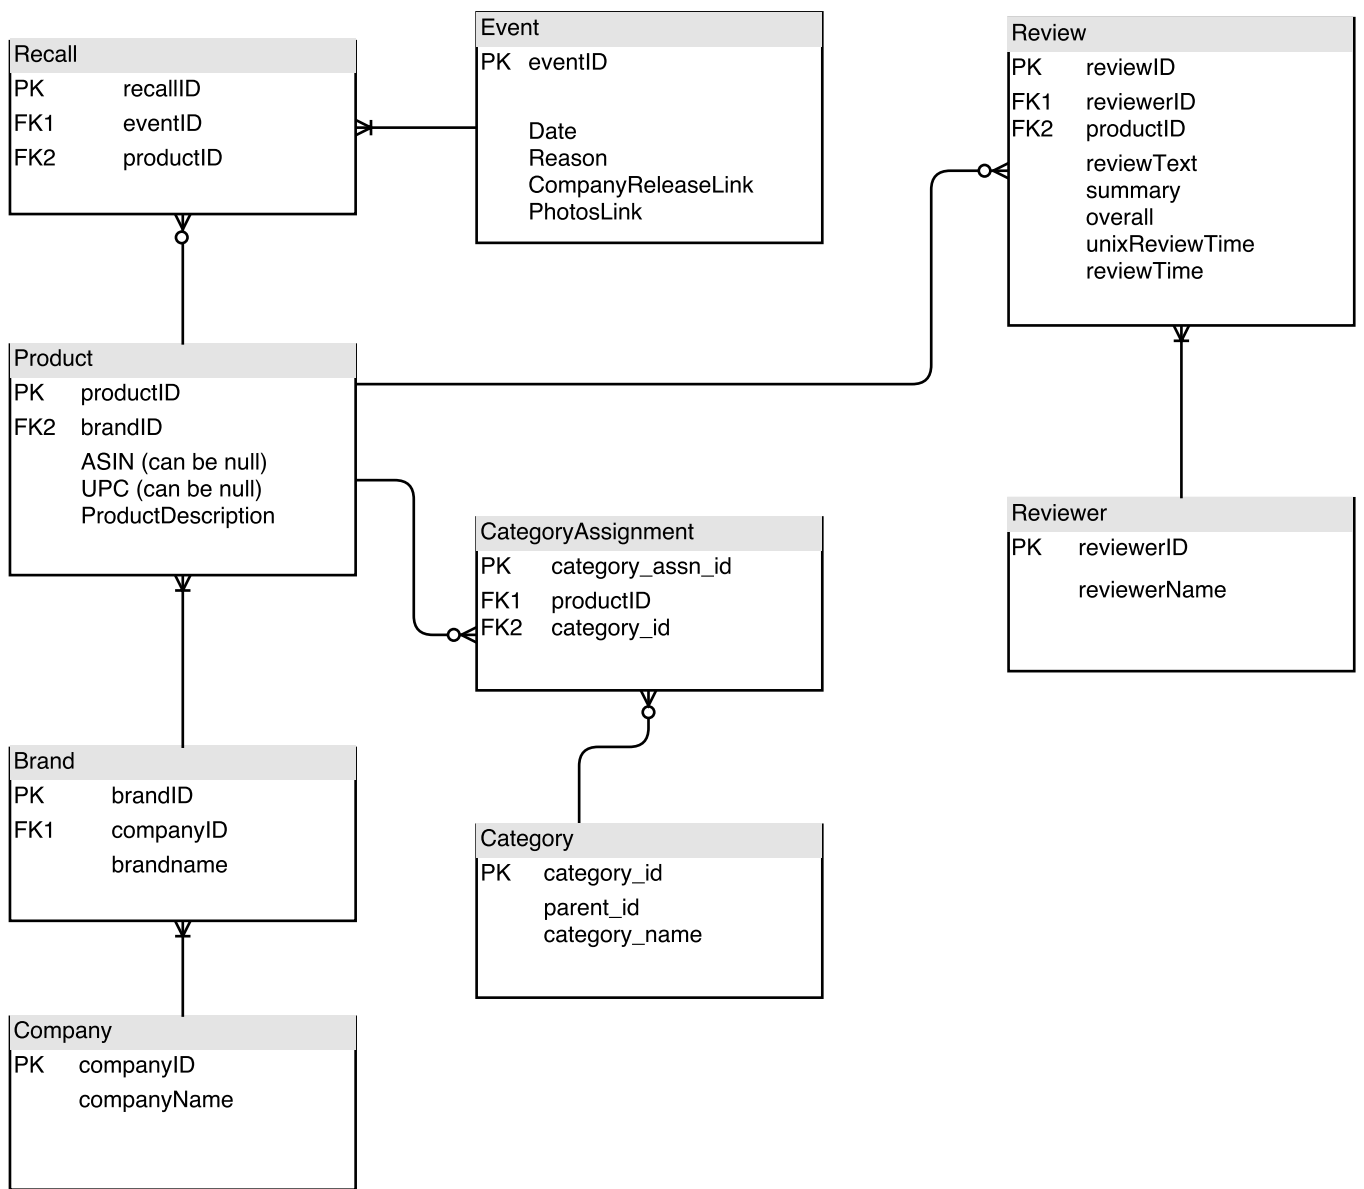 Recall
PK recallID
FK1 eventID
FK2 productID
Event
PK eventID
Date
Reason
CompanyReleaseLink
PhotosLink
Review
PK reviewID
FK1 reviewerID
FK2 productID
reviewText
summary
overall
unixReviewTime
reviewTime
Product
PK productID
FK2 brandID
ASIN (can be null)
UPC (can be null)
ProductDescription
CategoryAssignment
PK category_assn_id
FK1 productID
FK2 category_id
Reviewer
PK reviewerID
reviewerName
Brand
PK brandID
FK1 companyID
brandname
Category
PK category_id
parent_id
category_name
Company
PK companyID
companyName